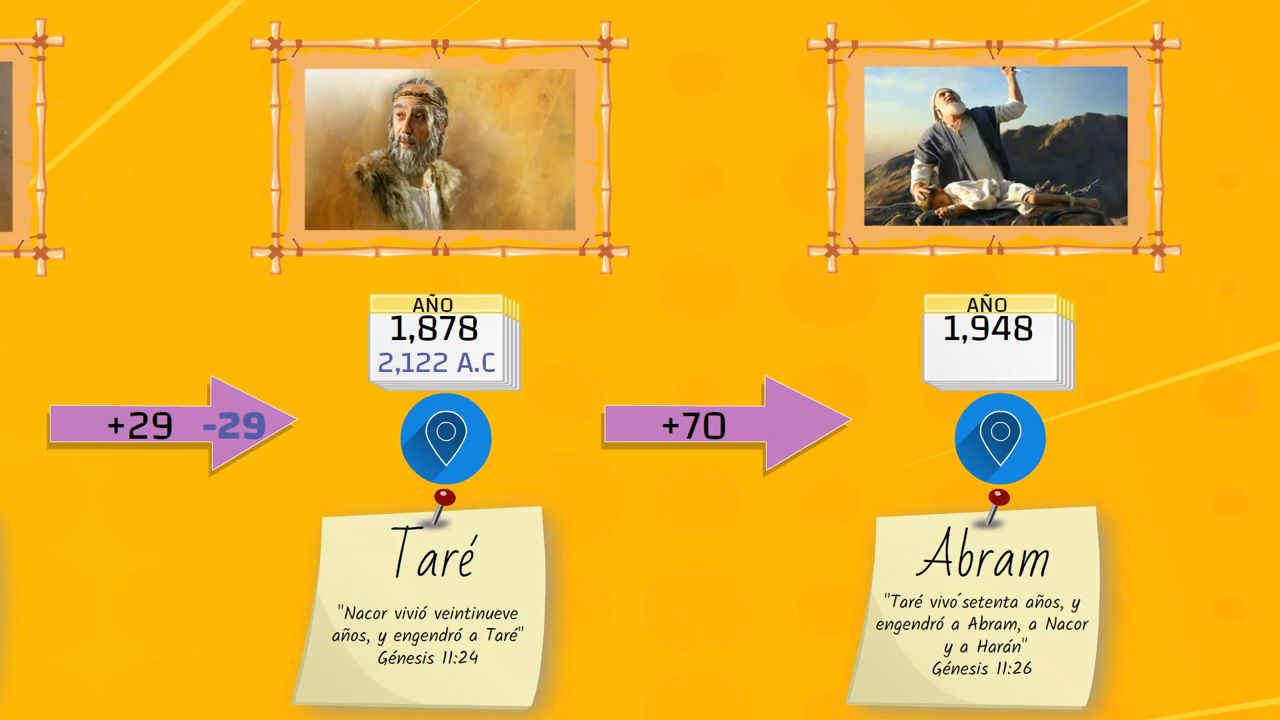 AÑO
1,878
2,122 A.C
+29 -29
Taré
"Nacor vivió veintinueve
años, y engendró a Taré"
Génesis 11:24
AÑO
1,948
+70
Abram
"Taré vivo´setenta años, y
engendró a Abram, a Nacor
y a Harán"
Génesis 11:26